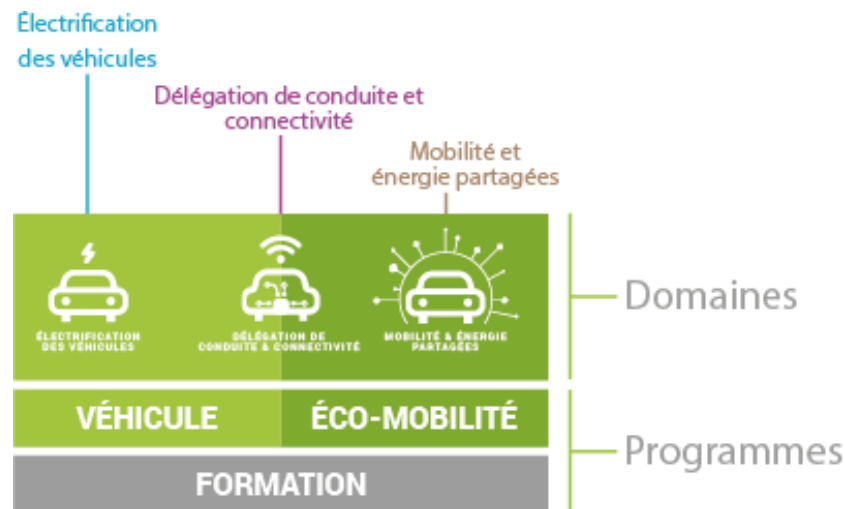 Électrification
des véhicules
Délégation de conduite et
connectivité
Mobilité et
énergie partagées
ÉLECTRIFICATION
DES VÉHICULES
DÉLÉGATION DE
CONDUITE & CONNECTIVITÉ
MOBILITÉ & ÉNERGIE
PARTAGÉES
Domaines
VÉHICULE
ÉCO-MOBILITÉ
Programmes
FORMATION